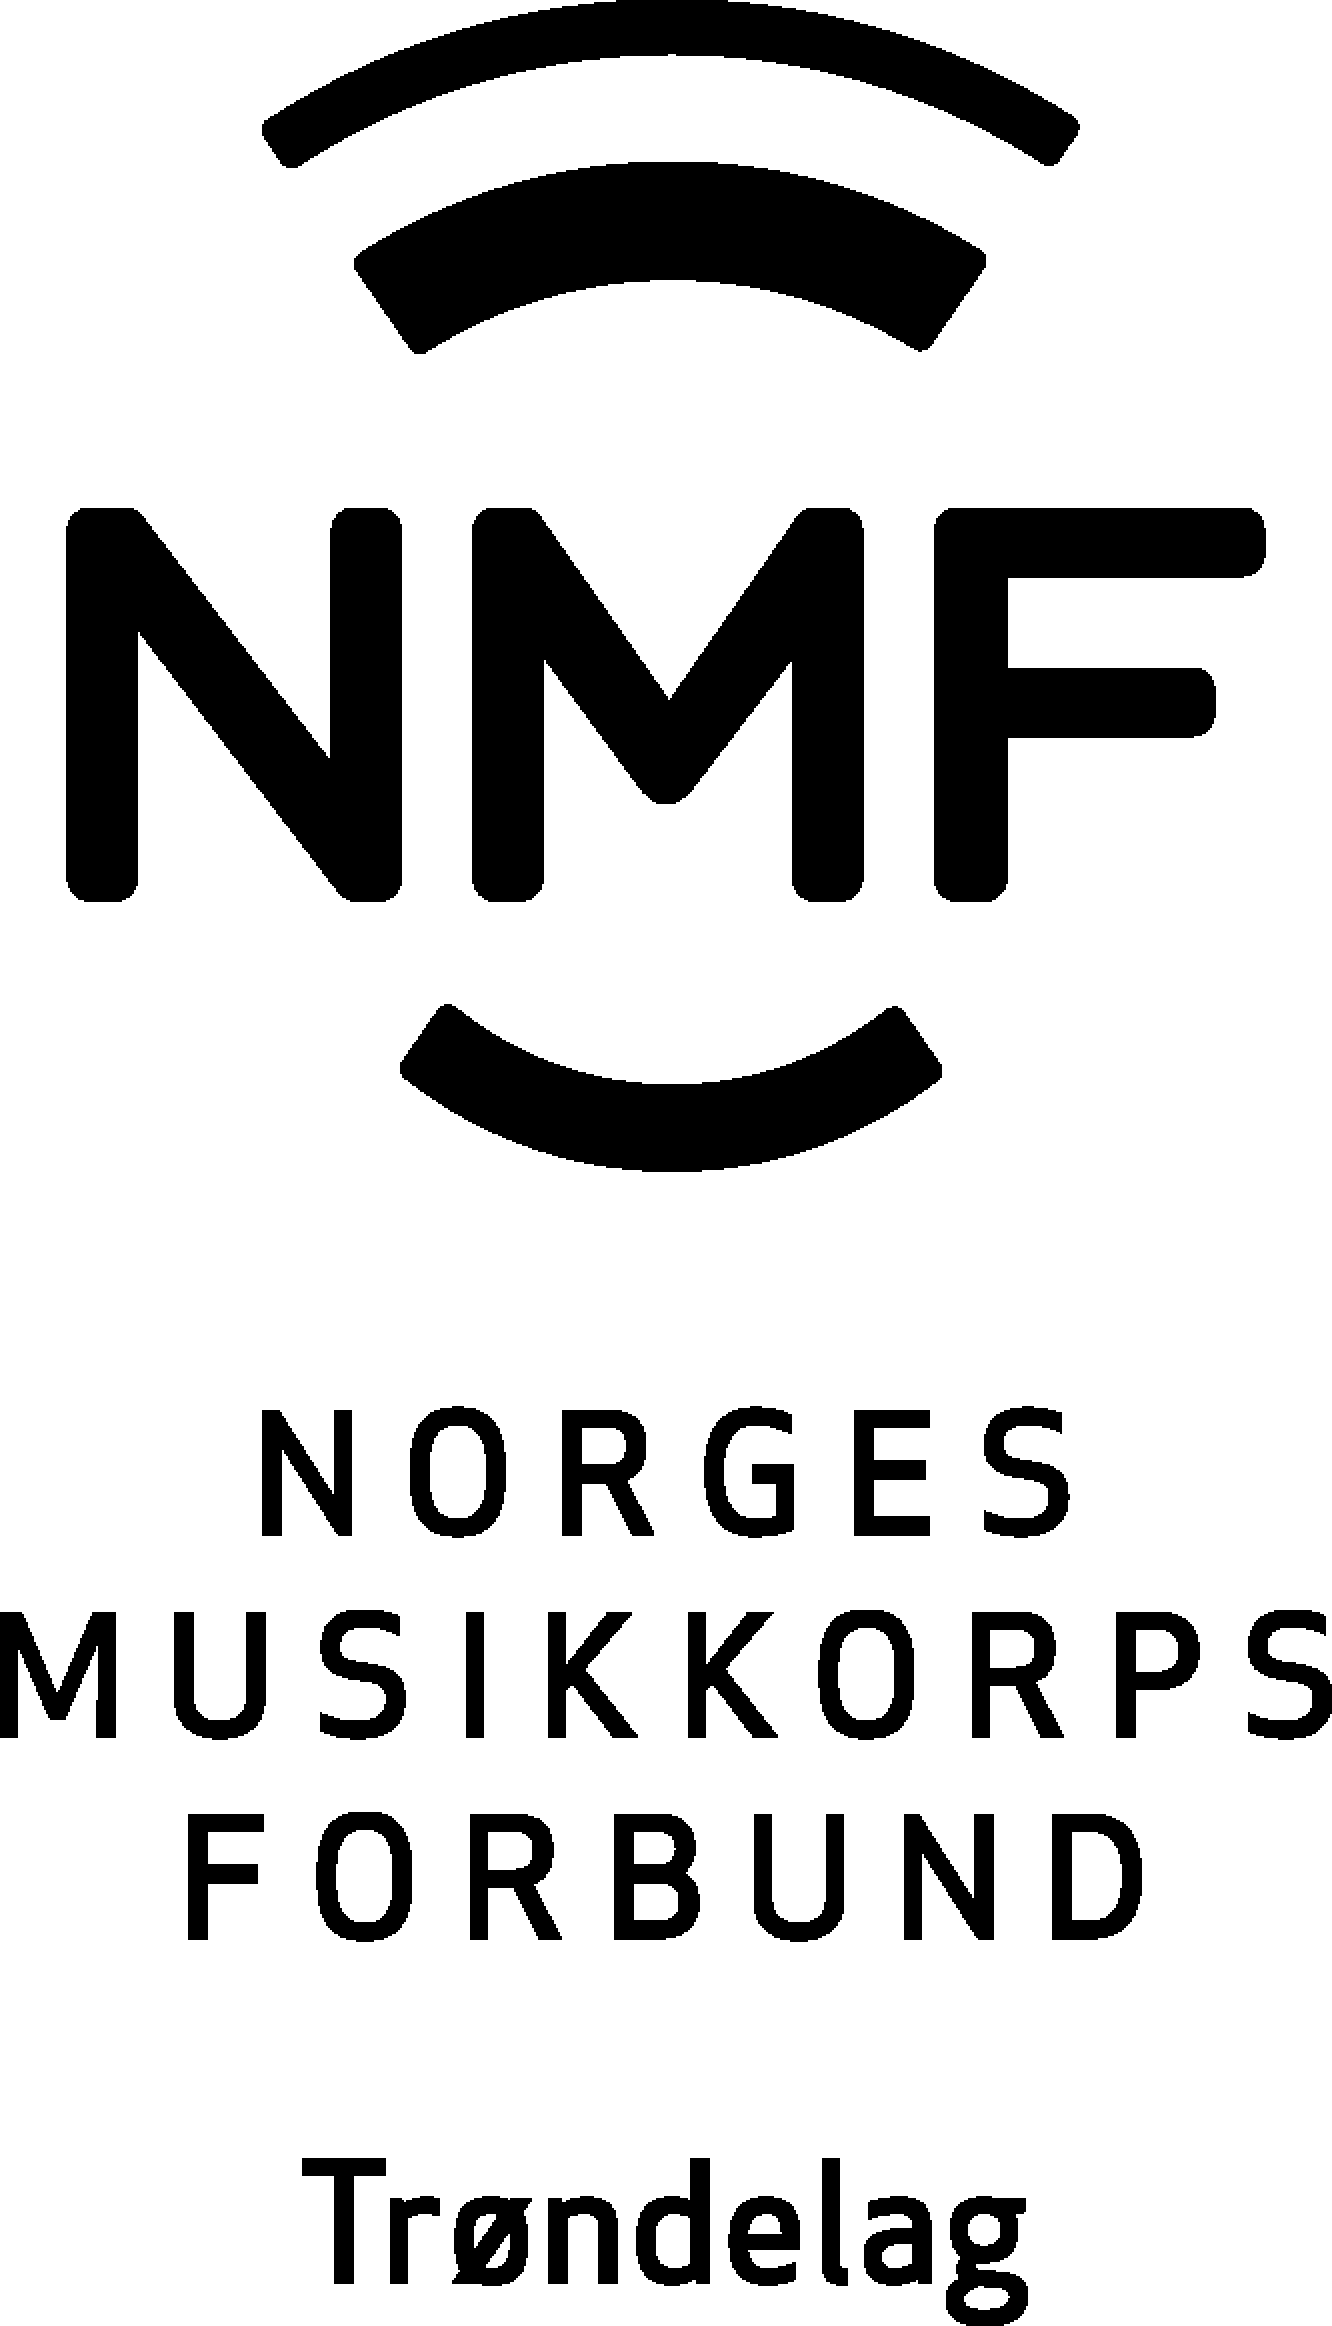 NMF
NORGES
MUSIKKORPS
FORBUND
Trøndelag